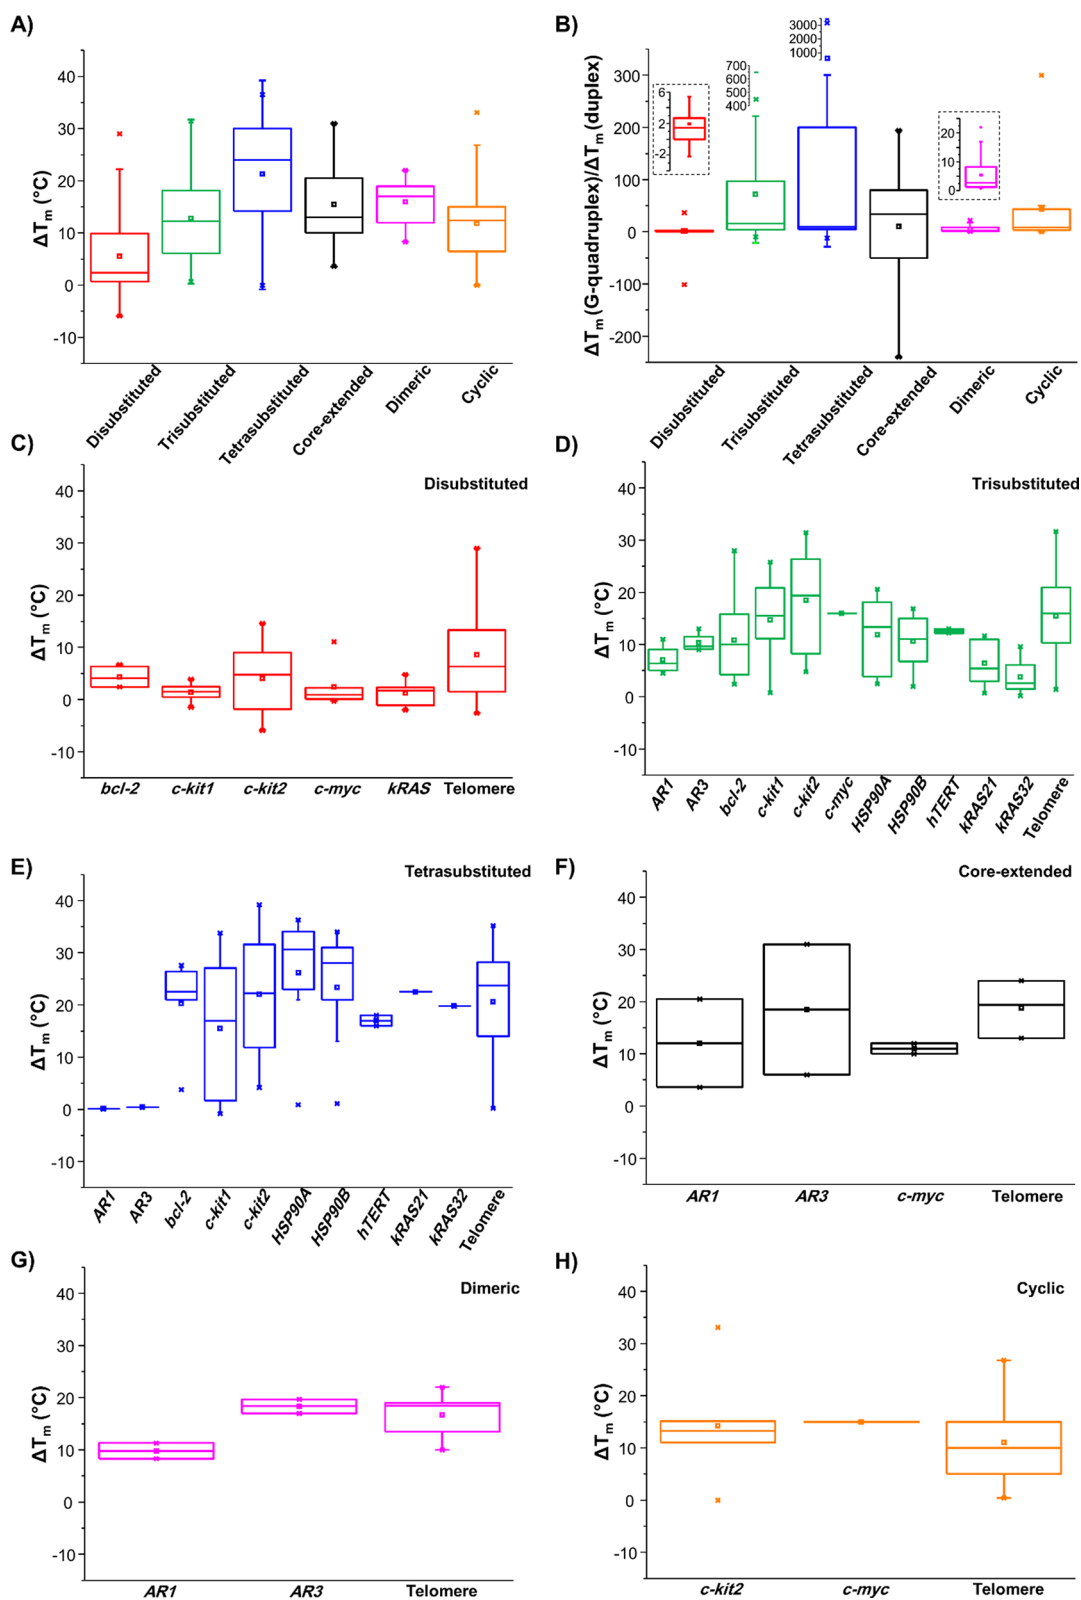 A)
ΔTm (°C)
40
30
20
10
0
-10
Disubstituted
Trisubstituted
Tetrasubstituted
Core-extended
Dimeric
Cyclic
B)
ΔTm (G-quadruplex)/ΔTm (duplex)
300
200
100
0
-100
-200
6
2
-2
700
600
500
400
3000
1000
20
10
0
Disubstituted
Trisubstituted
Tetrasubstituted
Core-extended
Dimeric
Cyclic
C)
Disubstituted
ΔTm (°C)
40
30
20
10
0
-10
bcl-2 c-kit1 c-kit2 c-myc kRAS Telomere
D)
Trisubstituted
ΔTm (°C)
40
30
20
10
0
-10
AR1
AR3
bcl-2
c-kit1
c-kit2
c-myc
HSP90A
HSP90B
hTERT
kRAS21
kRAS32
Telomere
E)
Tetrasubstituted
ΔTm (°C)
40
30
20
10
0
-10
AR1
AR3
bcl-2
c-kit1
c-kit2
HSP90A
HSP90B
hTERT
kRAS21
kRAS32
Telomere
F)
Core-extended
ΔTm (°C)
40
30
20
10
0
-10
AR1 AR3 c-myc Telomere
G)
Dimeric
ΔTm (°C)
40
30
20
10
0
-10
AR1 AR3 Telomere
H)
Cyclic
ΔTm (°C)
40
30
20
10
0
-10
c-kit2 c-myc Telomere